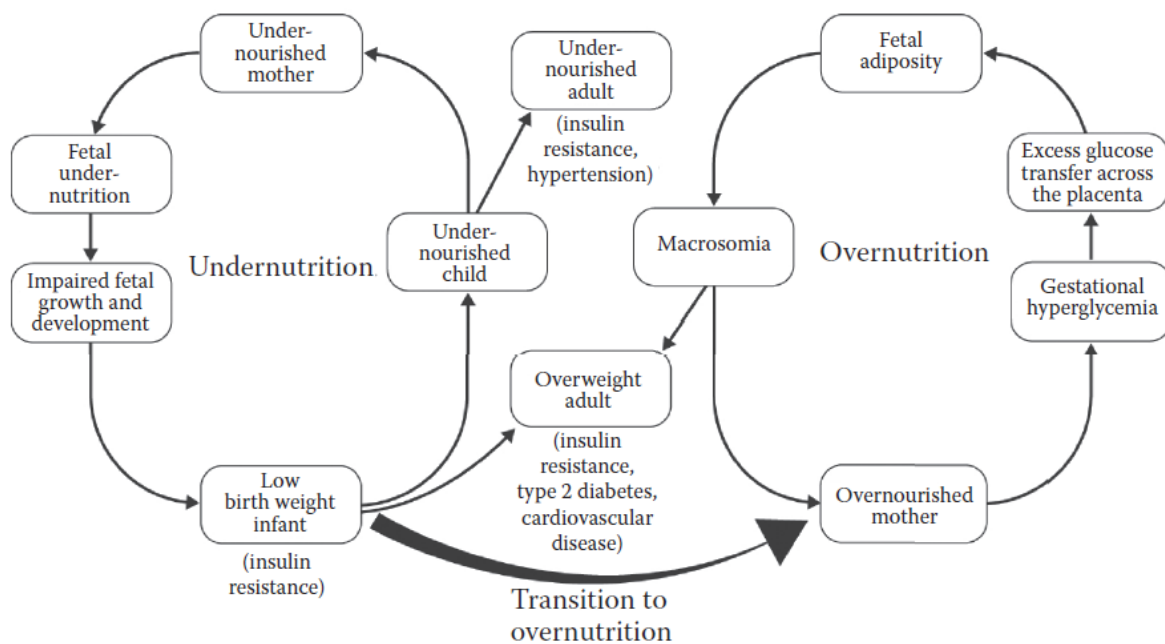 Under-
nourished
mother
Fetal
under-
nutrition
Impaired fetal
growth and
development
Low
birth weight
infant
(insulin
resistance)
Undernutrition
Under-
nourished
child
Under-
nourished
adult
(insulin
resistance,
hypertension)
Overweight
adult
(insulin
resistance,
type 2 diabetes,
cardiovascular
disease)
Transition to
overnutrition
Fetal
adiposity
Macrosomia
Overnutrition
Excess glucose
transfer across
the placenta
Gestational
hyperglycemia
Overnourished
mother